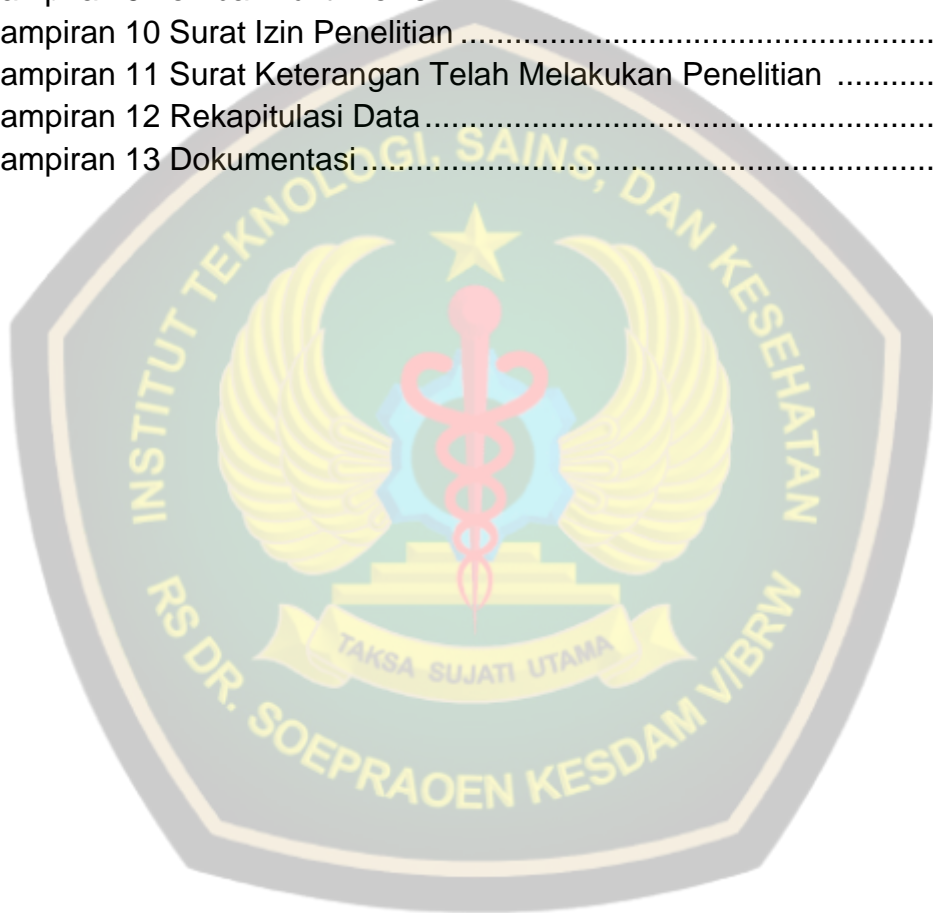 ampiran 10 Surat Izin Penelitian ....................................................
ampiran 11 Surat Keterangan Telah Melakukan Penelitian ...........
ampiran 12 Rekapitulasi Data .........................................................
ampiran 13 Dokumentasi ................................................................
INSTITUT TEKNOLOGI, SAINS, DAN KESEHATAN
TAKSA SUJATI UTAMA
RS DR. SOEPRAOEN KESDAM V/BRW